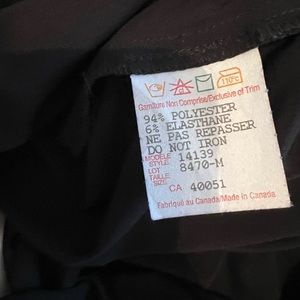 110°C
Garniture Non Comprise/Exclusive of Trim
94% POLYESTER
6% ELASTHANE
NE PAS REPASSER
DO NOT IRON
MODELE
STYLE 14139
LOT 8470-M
TAILLE
SIZE
CA 40051
Fabriqué au Canada/Made in Canada